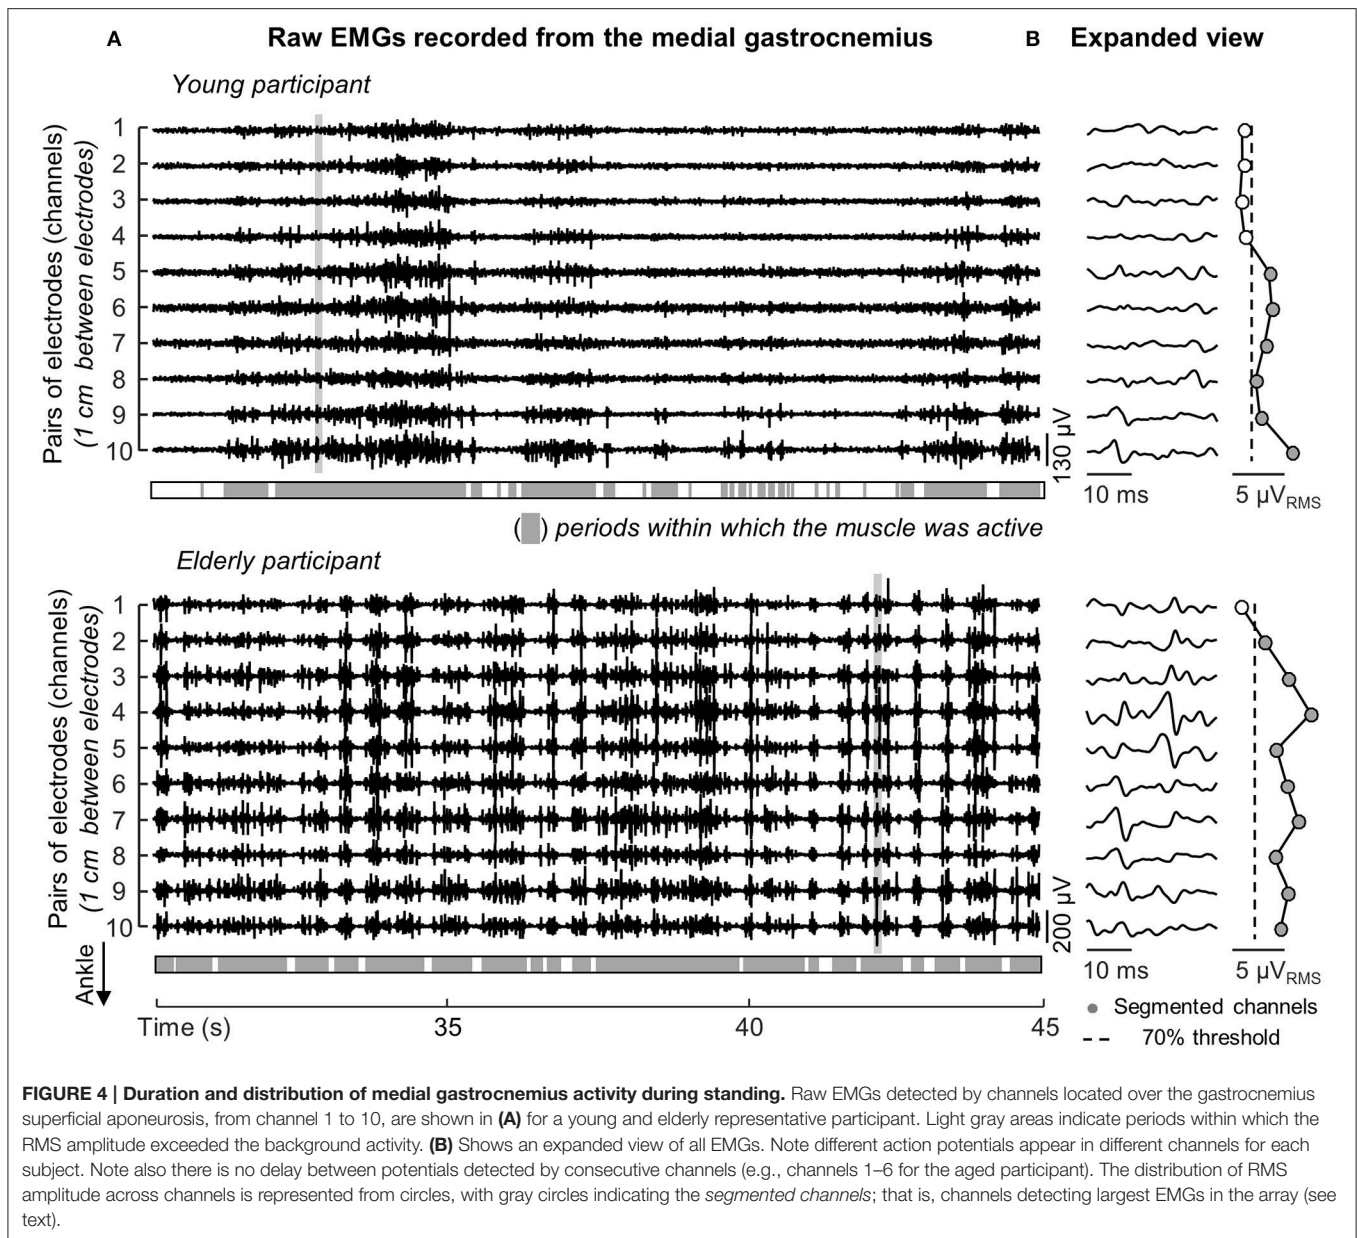 A
Raw EMGs recorded from the medial gastrocnemius
B
Expanded view
Young participant
Pairs of electrodes (channels)
(1 cm between electrodes)
1
2
3
4
5
6
7
8
9
10
130 µV
10 ms
5 µV RMS
( ) periods within which the muscle was active
Elderly participant
Pairs of electrodes (channels)
(1 cm between electrodes)
1
2
3
4
5
6
7
8
9
10
200 µV
10 ms
5 µV RMS
Ankle
Segmented channels
70% threshold
Time (s)
35
40
45
FIGURE 4 | Duration and distribution of medial gastrocnemius activity during standing. Raw EMGs detected by channels located over the gastrocnemius
superficial aponeurosis, from channel 1 to 10, are shown in (A) for a young and elderly representative participant. Light gray areas indicate periods within which the
RMS amplitude exceeded the background activity. (B) Shows an expanded view of all EMGs. Note different action potentials appear in different channels for each
subject. Note also there is no delay between potentials detected by consecutive channels (e.g., channels 1–6 for the aged participant). The distribution of RMS
amplitude across channels is represented from circles, with gray circles indicating the segmented channels; that is, channels detecting largest EMGs in the array (see
text).